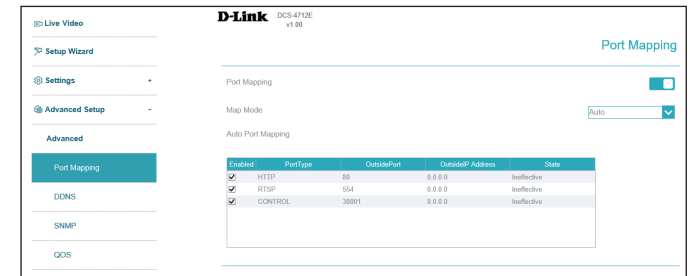 D-Link DCS-4712E
v1.00
Live Video
Setup Wizard
Settings +
Advanced Setup -
Advanced
Port Mapping
DDNS
SNMP
QOS
Port Mapping
Port Mapping
Map Mode Auto
Auto Port Mapping
Enabled PortType OutsidePort OutsideIP Address State
HTTP 80 0.0.0.0 Ineffective
RTSP 554 0.0.0.0 Ineffective
CONTROL 30001 0.0.0.0 Ineffective